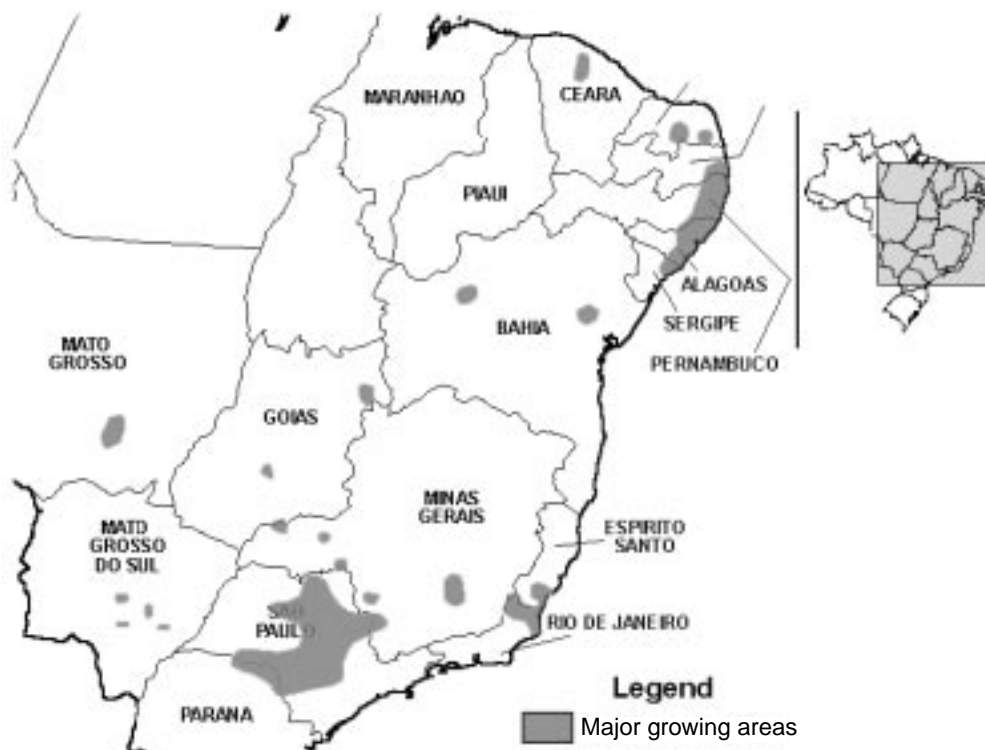 MARANHAO
CEARA
PIAUI
ALAGOAS
SERGIPE
BAHIA
PERNAMBUCO
MATO
GROSSO
GOIAS
MINAS
GERAIS
MATO
GROSSO
DO SUL
ESPIRITO
SANTO
SAO
PAULO
RIO DE JANEIRO
PARANA
Legend
Major growing areas